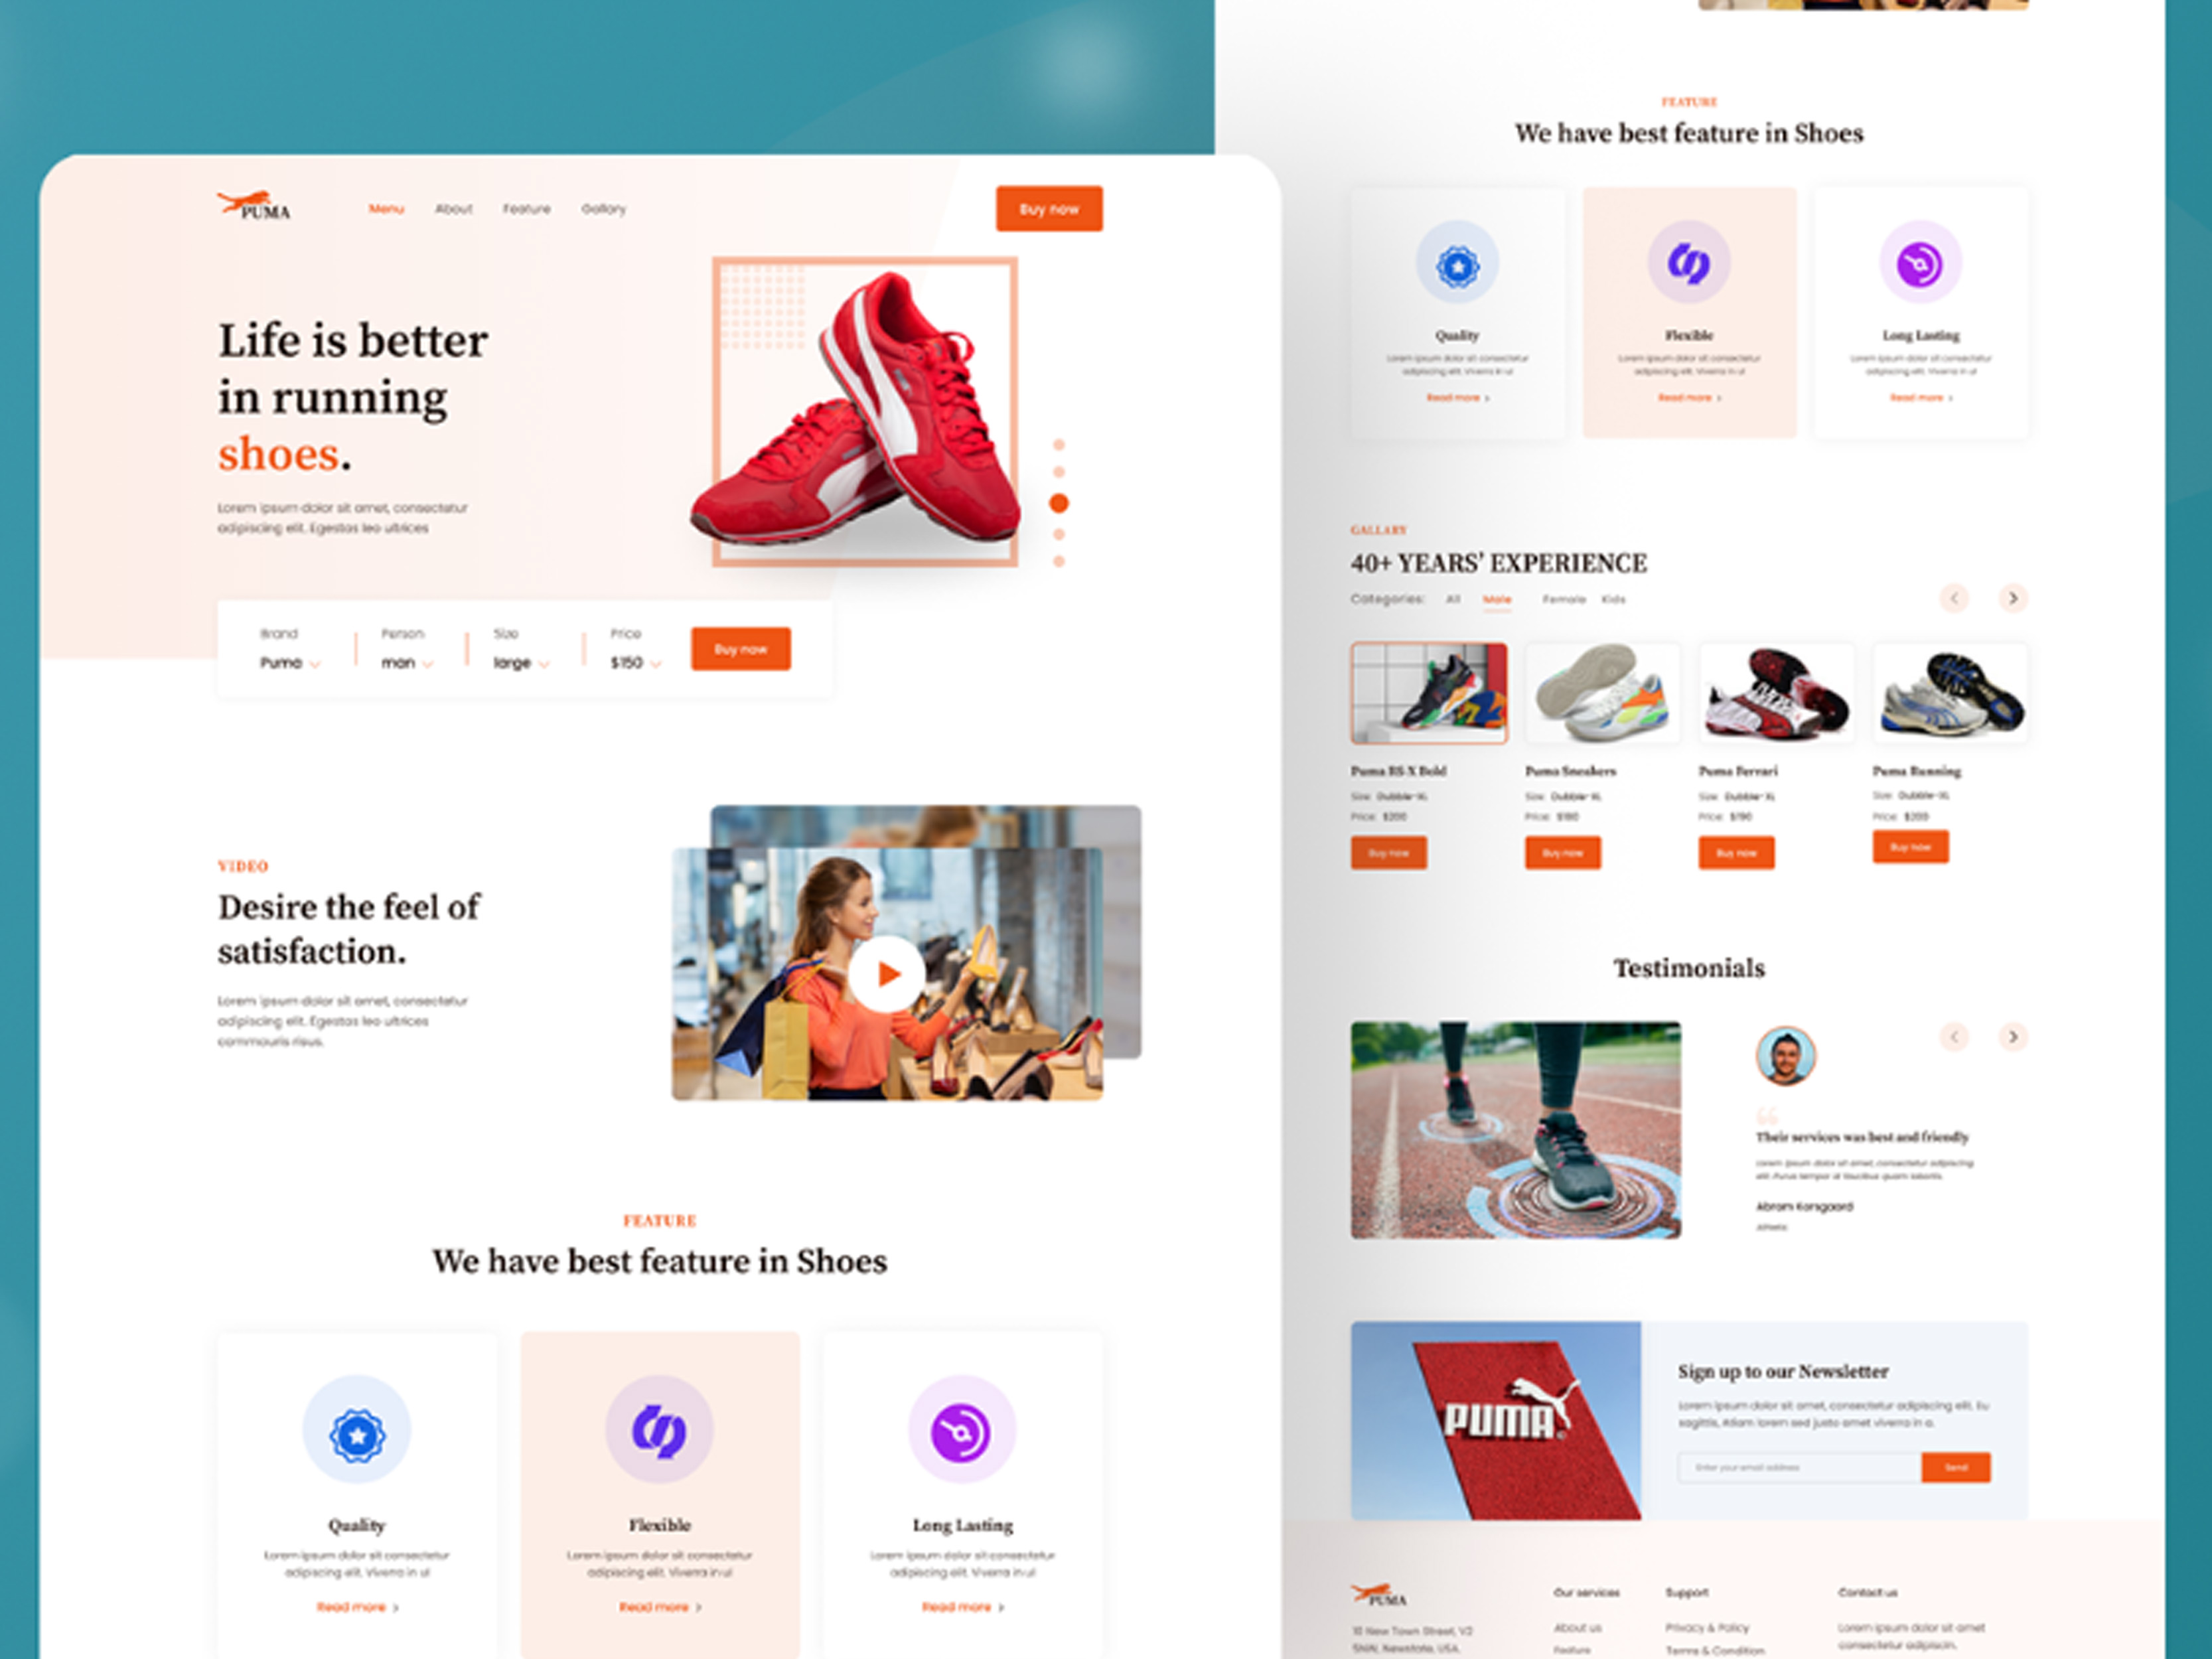 PUMA
Menu About Feature Gallary
Buy now
Life is better
in running
shoes.
Lorem ipsum dolor sit amet, consectetur
adipiscing elit. Egestas leo ultrices
Brand Person Size Price
Puma man large $150
Buy now
VIDEO
Desire the feel of
satisfaction.
Lorem ipsum dolor sit amet, consectetur
adipiscing elit. Egestas leo ultrices
commauris risus.
FEATURE
We have best feature in Shoes
Quality
Lorem ipsum dolor sit consectetur
adipiscing elit. Viverra in ul
Read more
Flexible
Lorem ipsum dolor sit consectetur
adipiscing elit. Viverra in ul
Read more
Long Lasting
Lorem ipsum dolor sit consectetur
adipiscing elit. Viverra in ul
Read more
FEATURE
We have best feature in Shoes
Quality
Lorem ipsum dolor sit consectetur
adipiscing elit. Viverra in ul
Read more
Flexible
Lorem ipsum dolor sit consectetur
adipiscing elit. Viverra in ul
Read more
Long Lasting
Lorem ipsum dolor sit consectetur
adipiscing elit. Viverra in ul
Read more
GALLARY
40+ YEARS' EXPERIENCE
Categories: All Male Female Kids
Puma RS-X Bold
Size: Dubble-XL
Price: $200
Buy now
Puma Sneakers
Size: Dubble-XL
Price: $180
Buy now
Puma Ferrari
Size: Dubble-XL
Price: $190
Buy now
Puma Running
Size: Dubble-XL
Price: $200
Buy now
Testimonials
Their services was best and friendly
Lorem ipsum dolor sit amet, consectetur adipiscing
elit. Purus tempor at faucibus quam lobortis.
Abram Korsgaard
Athletic
PUMA
Sign up to our Newsletter
Lorem ipsum dolor sit amet, consectetur adipiscing elit. Eu
sagittis, Atiam lorem sed justo amet viverra in a.
Enter your email address
Send
PUMA
10 New Town Street, V2
5NW, Newstate, USA.
Our services
About us
Feature
Support
Privacy & Policy
Terms & Condition
Contact us
Lorem ipsum dolor sit amet
consectetur adipiscin.